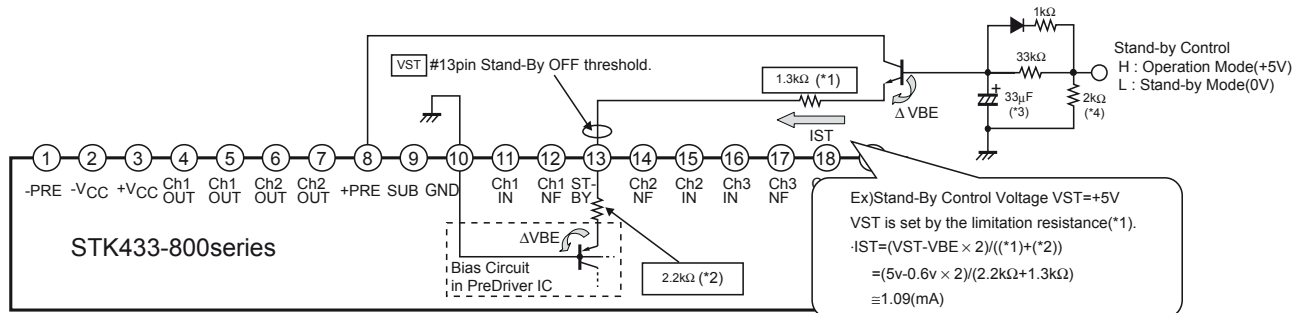 1kΩ
Stand-by Control
H : Operation Mode(+5V)
L : Stand-by Mode(0V)
VST #13pin Stand-By OFF threshold.
1.3kΩ (*1)
33kΩ
33μF
(*3)
+
2kΩ
(*4)
Δ VBE
IST
1 2 3 4 5 6 7 8 9 10 11 12 13 14 15 16 17 18
-PRE
-VCC
+VCC
Ch1 OUT
Ch1 OUT
Ch2 OUT
Ch2 OUT
+PRE
SUB
GND
Ch1 IN
Ch1 NF
ST-BY
Ch2 NF
Ch2 IN
Ch3 IN
Ch3 NF
STK433-800series
ΔVBE
Bias Circuit
in PreDriver IC
2.2kΩ (*2)
Ex)Stand-By Control Voltage VST=+5V
VST is set by the limitation resistance(*1).
·IST=(VST-VBE × 2)/((*1)+(*2))
=(5v-0.6v × 2)/(2.2kΩ+1.3kΩ)
≅1.09(mA)